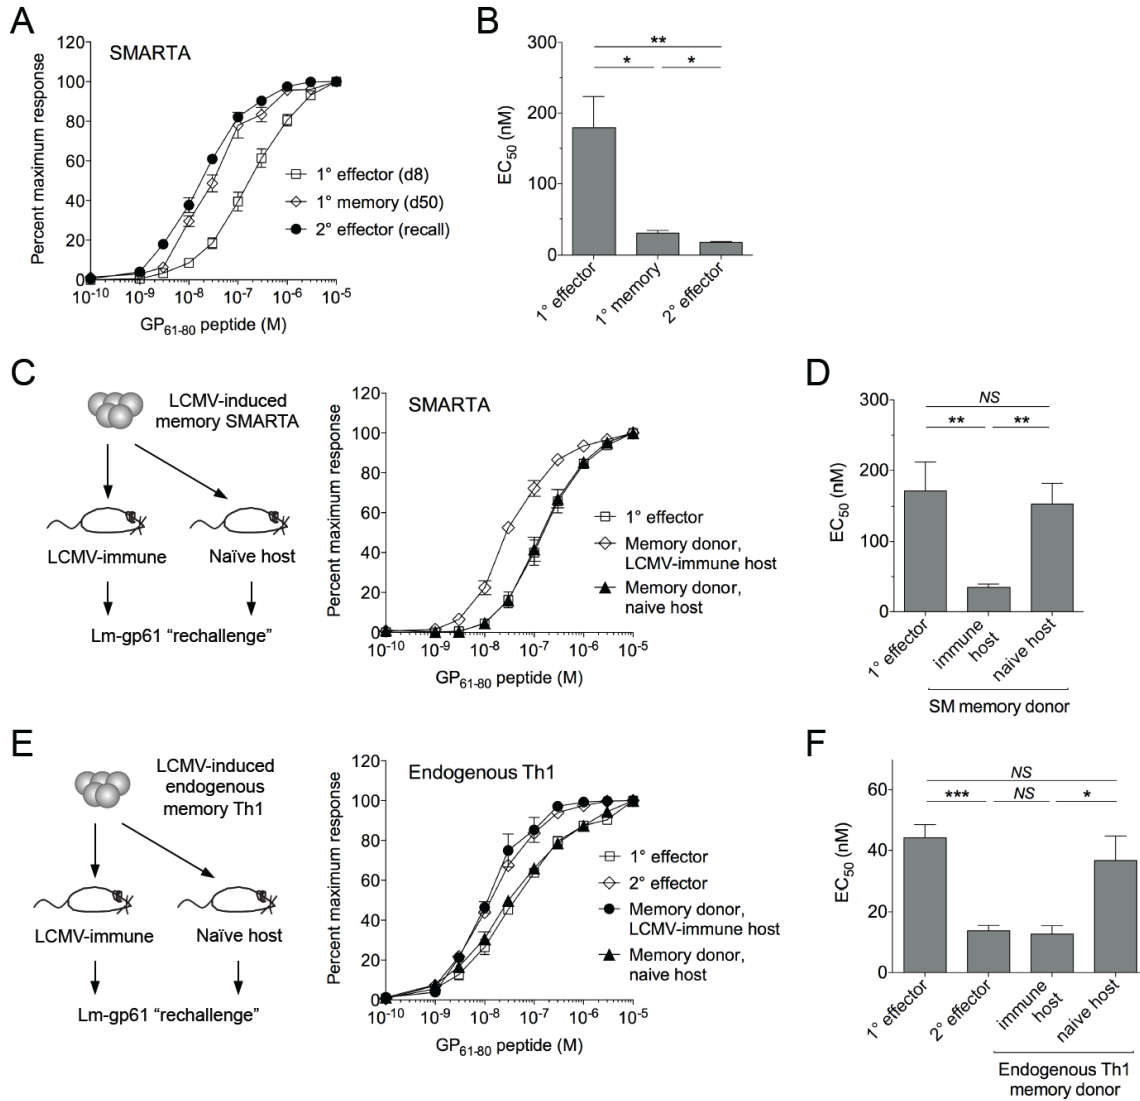 A
SMARTA
Percent maximum response
120
100
80
60
40
20
0
10-10
10-9
10-8
10-7
10-6
10-5
GP61-80 peptide (M)
1° effector (d8)
1° memory (d50)
2° effector (recall)
B
EC50 (nM)
300
200
100
0
**
*
*
1° effector
1° memory
2° effector
C
LCMV-induced
memory SMARTA
LCMV-immune
Naïve host
Lm-gp61 “rechallenge”
SMARTA
Percent maximum response
120
100
80
60
40
20
0
10-10
10-9
10-8
10-7
10-6
10-5
GP61-80 peptide (M)
1° effector
Memory donor,
LCMV-immune host
Memory donor,
naive host
D
EC50 (nM)
300
200
100
0
NS
**
**
1° effector
immune
host
naive host
SM memory donor
E
LCMV-induced
endogenous
memory Th1
LCMV-immune
Naïve host
Lm-gp61 “rechallenge”
Endogenous Th1
Percent maximum response
120
100
80
60
40
20
0
10-10
10-9
10-8
10-7
10-6
10-5
GP61-80 peptide (M)
1° effector
2° effector
Memory donor,
LCMV-immune host
Memory donor,
naive host
F
EC50 (nM)
60
40
20
0
NS
***
NS
*
1° effector
2° effector
immune
host
naive host
Endogenous Th1
memory donor